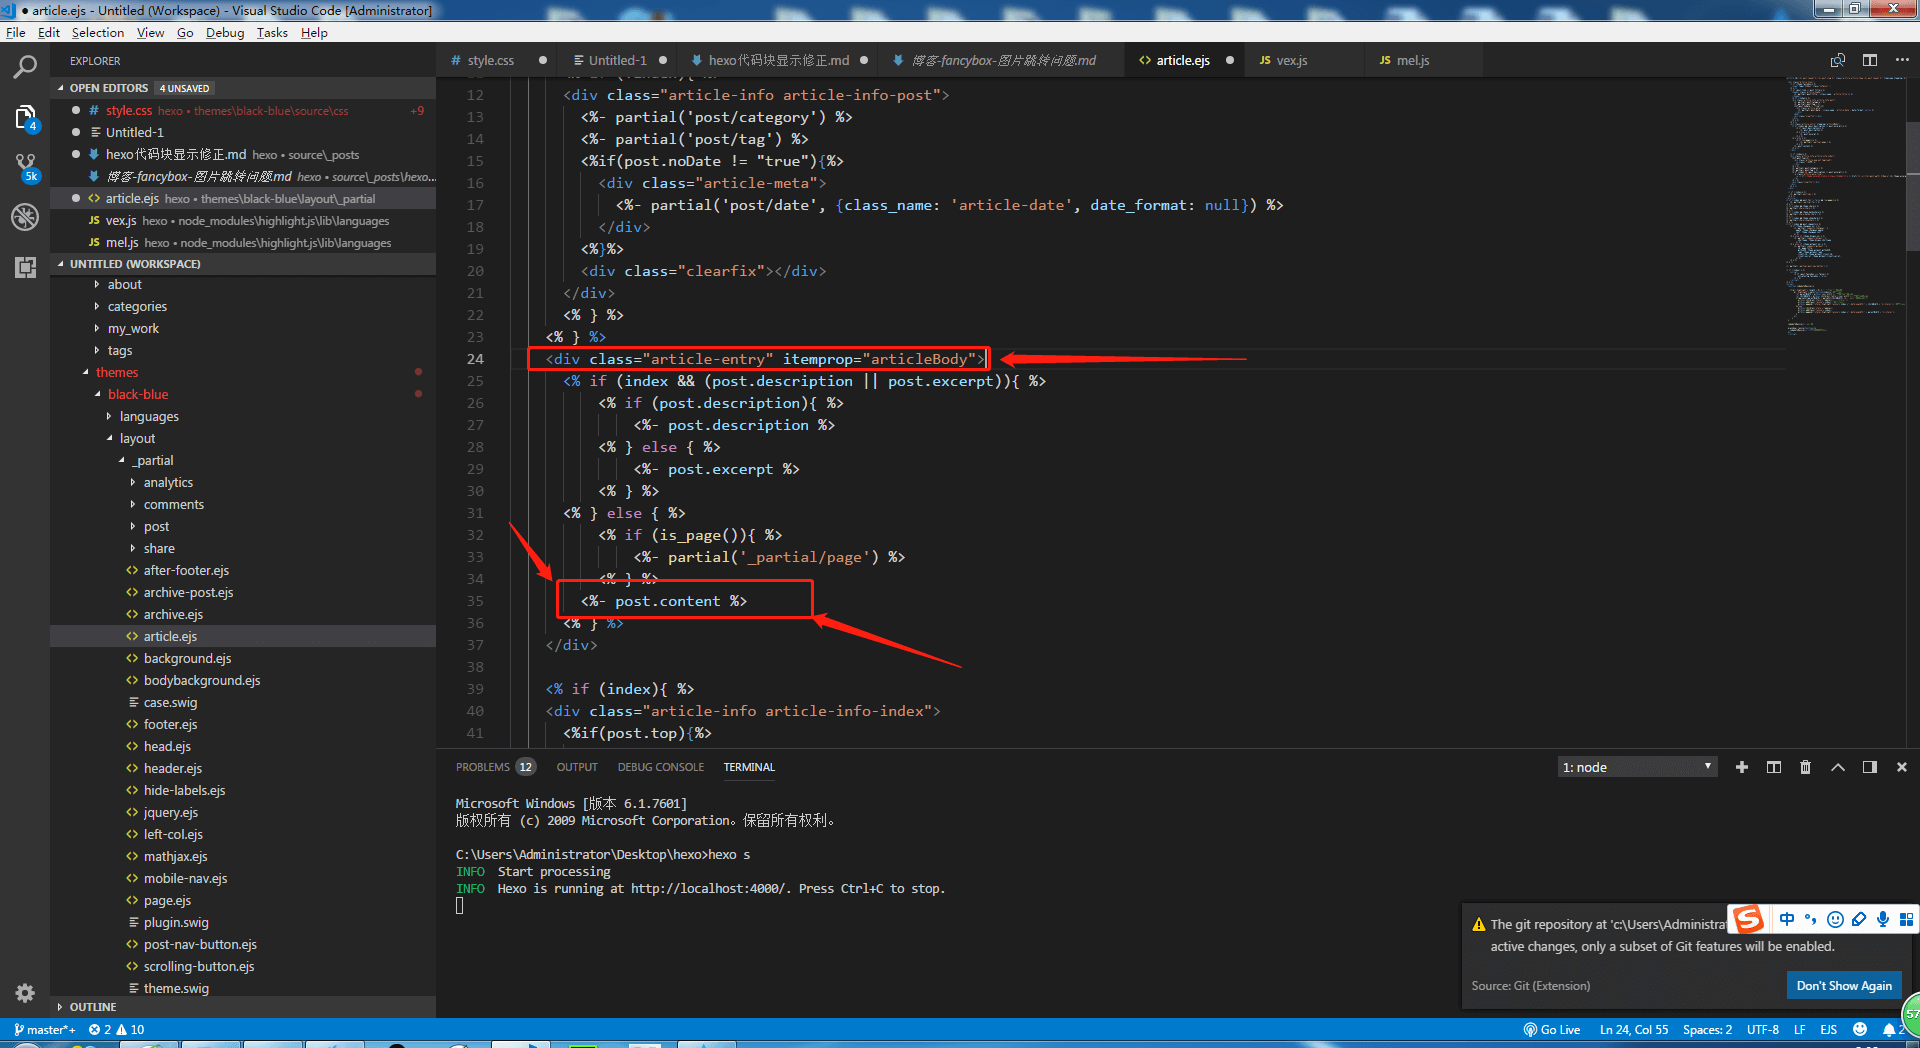 article.ejs - Untitled (Workspace) - Visual Studio Code [Administrator]
File Edit Selection View Go Debug Tasks Help
EXPLORER
# style.css
Untitled-1
hexo代码块显示修正.md
博客-fancybox-图片跳转问题.md
article.ejs
JS vex.js
JS mel.js
OPEN EDITORS 4 UNSAVED
# style.css hexo • themes\black-blue\source\css +9
Untitled-1
hexo代码块显示修正.md hexo • source\_posts
博客-fancybox-图片跳转问题.md hexo • source\_posts\hexo...
article.ejs hexo • themes\black-blue\layout\_partial
JS vex.js hexo • node_modules\highlight.js\lib\languages
JS mel.js hexo • node_modules\highlight.js\lib\languages
4
5k
UNTITLED (WORKSPACE)
about
categories
my_work
tags
themes
black-blue
languages
layout
_partial
analytics
comments
post
share
after-footer.ejs
archive-post.ejs
archive.ejs
article.ejs
background.ejs
bodybackground.ejs
case.swig
footer.ejs
head.ejs
header.ejs
hide-labels.ejs
jquery.ejs
left-col.ejs
mathjax.ejs
mobile-nav.ejs
page.ejs
plugin.swig
post-nav-button.ejs
scrolling-button.ejs
theme.swig
OUTLINE
12 <div class="article-info article-info-post">
13 <%- partial('post/category') %>
14 <%- partial('post/tag') %>
15 <%if(post.noDate != "true"){%>
16 <div class="article-meta">
17 <%- partial('post/date', {class_name: 'article-date', date_format: null}) %>
18 </div>
19 <%}%>
20 <div class="clearfix"></div>
21 </div>
22 <% } %>
23 <% } %>
24 <div class="article-entry" itemprop="articleBody">
25 <% if (index && (post.description || post.excerpt)){ %>
26 <% if (post.description){ %>
27 <%- post.description %>
28 <% } else { %>
29 <%- post.excerpt %>
30 <% } %>
31 <% } else { %>
32 <% if (is_page()){ %>
33 <%- partial('_partial/page') %>
34 <% } %>
35 <%- post.content %>
36 <% } %>
37 </div>
38
39 <% if (index){ %>
40 <div class="article-info article-info-index">
41 <%if(post.top){%>
PROBLEMS 12 OUTPUT DEBUG CONSOLE TERMINAL
1: node
Microsoft Windows [版本 6.1.7601]
版权所有 (c) 2009 Microsoft Corporation。保留所有权利。
C:\Users\Administrator\Desktop\hexo>hexo s
INFO Start processing
INFO Hexo is running at http://localhost:4000/. Press Ctrl+C to stop.
The git repository at 'c:\Users\Administrat
active changes, only a subset of Git features will be enabled.
Source: Git (Extension)
Don't Show Again
S 中
57
master*+ 2 10
Go Live Ln 24, Col 55 Spaces: 2 UTF-8 LF EJS 2